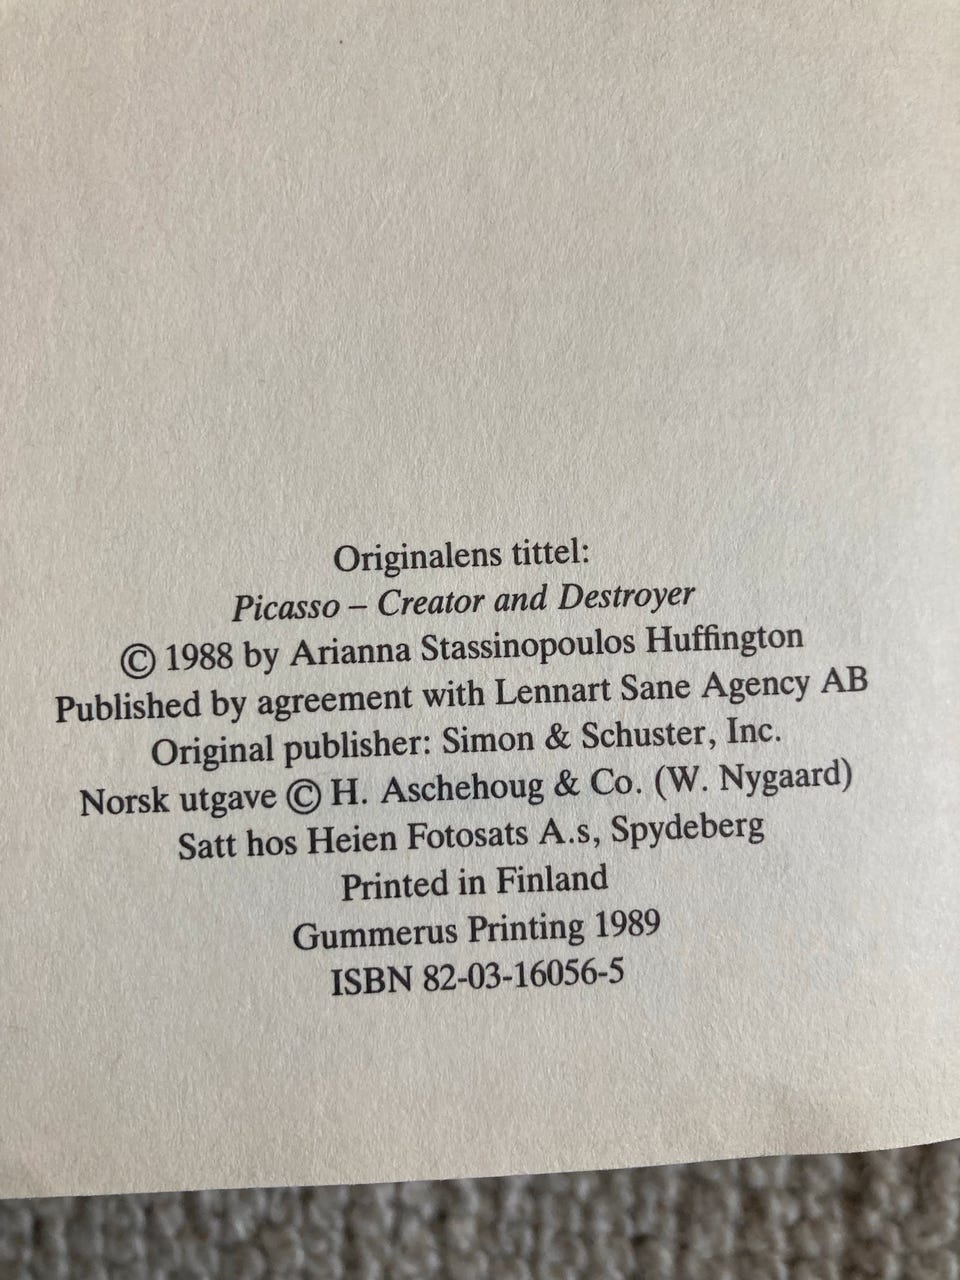 Originalens tittel:
Picasso – Creator and Destroyer
© 1988 by Arianna Stassinopoulos Huffington
Published by agreement with Lennart Sane Agency AB
Original publisher: Simon & Schuster, Inc.
Norsk utgave © H. Aschehoug & Co. (W. Nygaard)
Satt hos Heien Fotosats A.s, Spydeberg
Printed in Finland
Gummerus Printing 1989
ISBN 82-03-16056-5